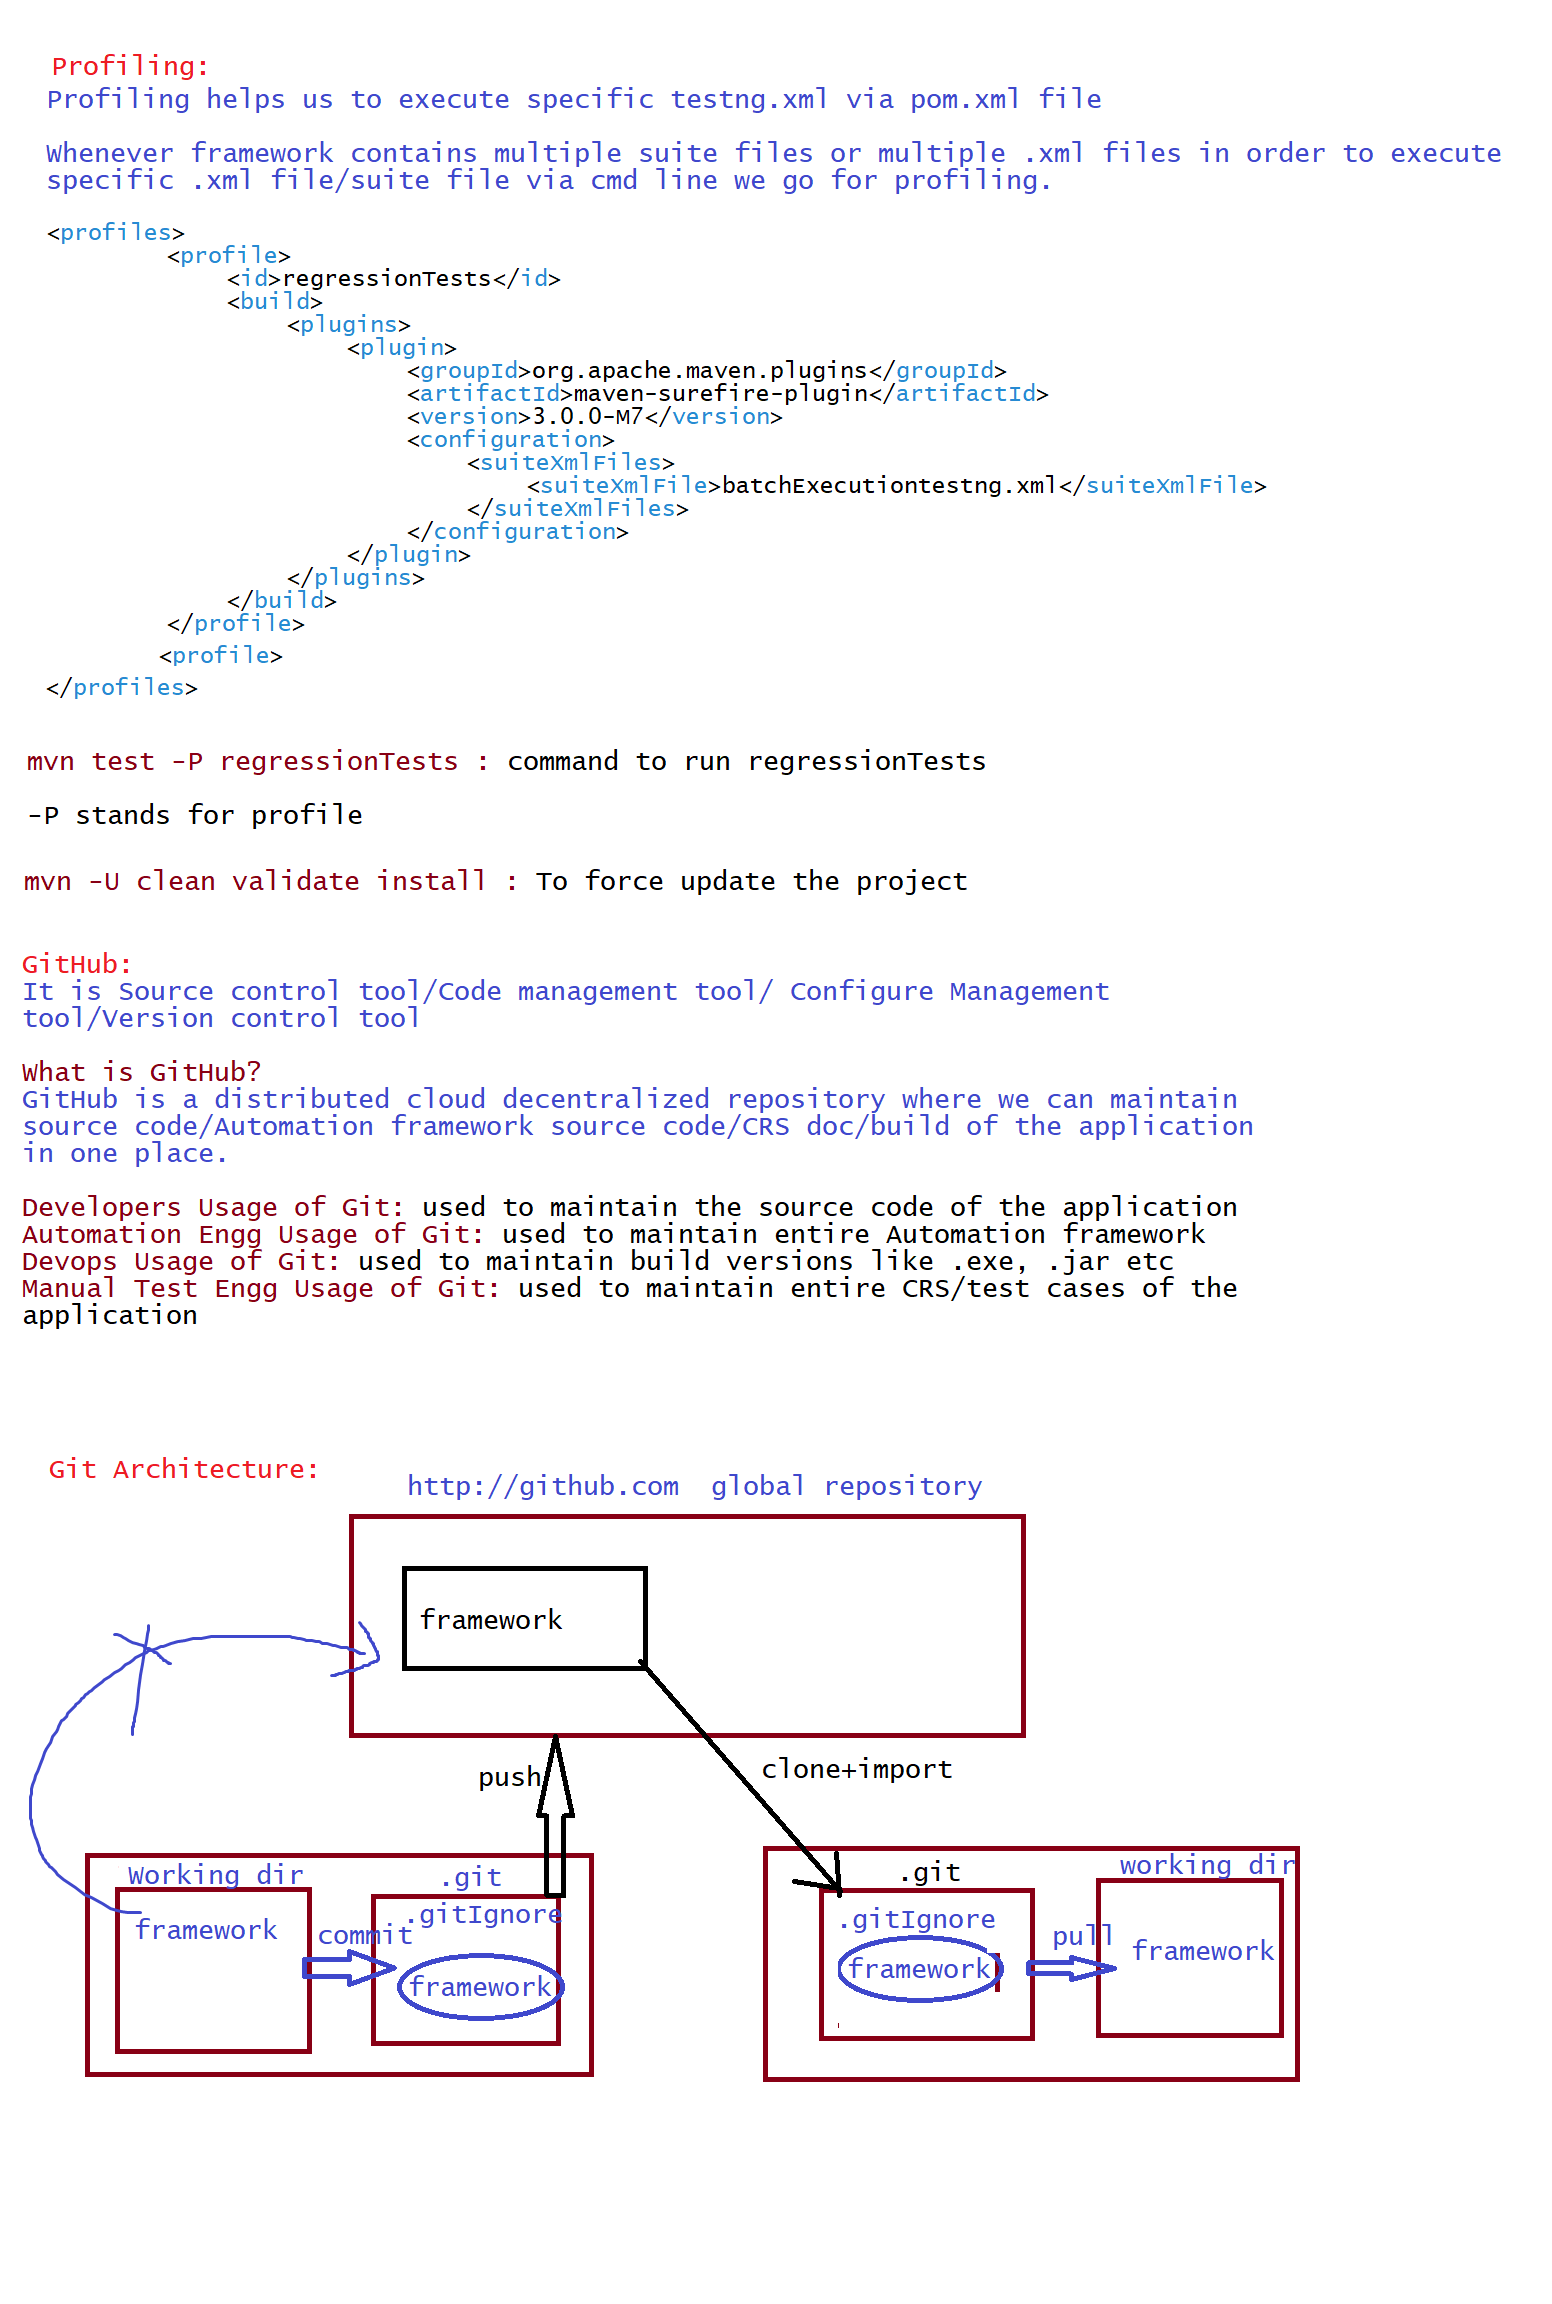 Profiling:
Profiling helps us to execute specific testng.xml via pom.xml file
Whenever framework contains multiple suite files or multiple .xml files in order to execute
specific .xml file/suite file via cmd line we go for profiling.
<profiles>
<profile>
<id>regressionTests</id>
<build>
<plugins>
<plugin>
<groupId>org.apache.maven.plugins</groupId>
<artifactId>maven-surefire-plugin</artifactId>
<version>3.0.0-M7</version>
<configuration>
<suiteXmlFiles>
<suiteXmlFile>batchExecutiontestng.xml</suiteXmlFile>
</suiteXmlFiles>
</configuration>
</plugin>
</plugins>
</build>
</profile>
<profile>
</profiles>
mvn test -P regressionTests : command to run regressionTests
-P stands for profile
mvn -U clean validate install : To force update the project
GitHub:
It is Source control tool/Code management tool/ Configure Management
tool/Version control tool
What is GitHub?
GitHub is a distributed cloud decentralized repository where we can maintain
source code/Automation framework source code/CRS doc/build of the application
in one place.
Developers Usage of Git: used to maintain the source code of the application
Automation Engg Usage of Git: used to maintain entire Automation framework
Devops Usage of Git: used to maintain build versions like .exe, .jar etc
Manual Test Engg Usage of Git: used to maintain entire CRS/test cases of the
application
Git Architecture:
http://github.com  global repository
framework
push
clone+import
Working dir
.git
.gitIgnore
framework
commit
framework
.git
working dir
.gitIgnore
pull
framework
framework